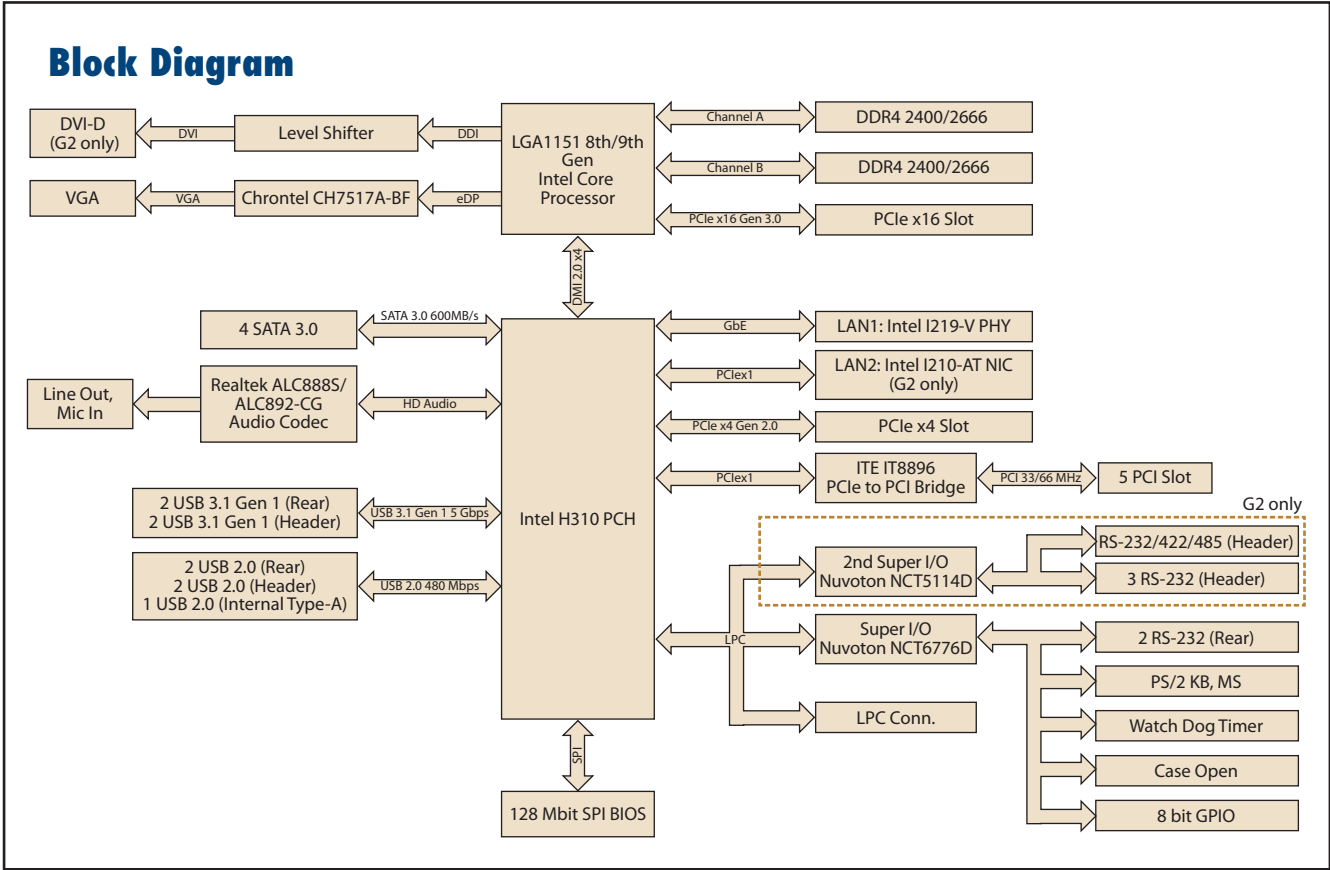 Block Diagram
DVI-D
(G2 only)
DVI
Level Shifter
DDI
LGA1151 8th/9th
Gen
Intel Core
Processor
Channel A
DDR4 2400/2666
Channel B
DDR4 2400/2666
VGA
VGA
Chrontel CH7517A-BF
eDP
PCIe x16 Gen 3.0
PCIe x16 Slot
DMI 2.0 x4
4 SATA 3.0
SATA 3.0 600MB/s
GbE
LAN1: Intel I219-V PHY
Line Out,
Mic In
Realtek ALC888S/
ALC892-CG
Audio Codec
HD Audio
PCIex1
LAN2: Intel I210-AT NIC
(G2 only)
PCIe x4 Gen 2.0
PCIe x4 Slot
PCIex1
ITE IT8896
PCIe to PCI Bridge
PCI 33/66 MHz
5 PCI Slot
2 USB 3.1 Gen 1 (Rear)
2 USB 3.1 Gen 1 (Header)
USB 3.1 Gen 1 5 Gbps
Intel H310 PCH
G2 only
2 USB 2.0 (Rear)
2 USB 2.0 (Header)
1 USB 2.0 (Internal Type-A)
USB 2.0 480 Mbps
2nd Super I/O
Nuvoton NCT5114D
RS-232/422/485 (Header)
3 RS-232 (Header)
LPC
Super I/O
Nuvoton NCT6776D
2 RS-232 (Rear)
PS/2 KB, MS
LPC Conn.
Watch Dog Timer
Case Open
8 bit GPIO
SPI
128 Mbit SPI BIOS